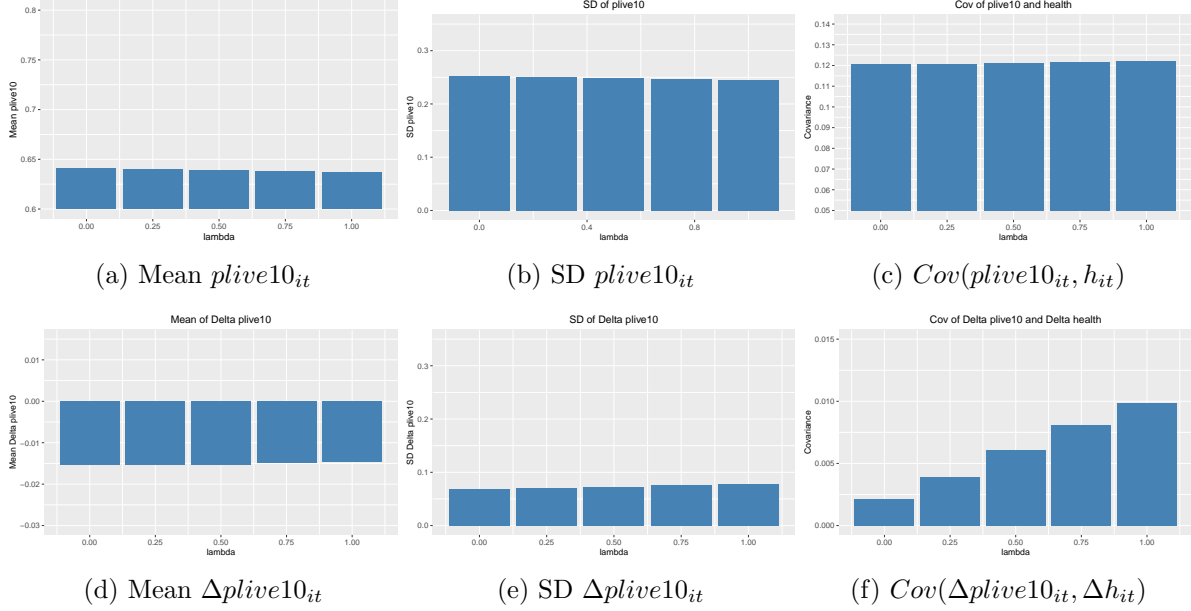 SD of plive10
Cov of plive10 and health
0.8
0.75
0.7
0.65
0.6
Mean plive10
0.00 0.25 0.50 0.75 1.00
lambda
0.3
0.2
0.1
0.0
SD plive10
0.0 0.4 0.8
lambda
0.14
0.13
0.12
0.11
0.1
0.09
0.08
0.07
0.06
0.05
Covariance
0.00 0.25 0.50 0.75 1.00
lambda
(a) Mean plive10it
(b) SD plive10it
(c) Cov(plive10it, hit)
Mean of Delta plive10
SD of Delta plive10
Cov of Delta plive10 and Delta health
0.01
0.00
−0.01
−0.02
−0.03
Mean Delta plive10
0.00 0.25 0.50 0.75 1.00
lambda
0.3
0.2
0.1
0.0
SD Delta plive10
0.00 0.25 0.50 0.75 1.00
lambda
0.015
0.010
0.005
0.000
Covariance
0.00 0.25 0.50 0.75 1.00
lambda
(d) Mean Δplive10it
(e) SD Δplive10it
(f) Cov(Δplive10it, Δhit)